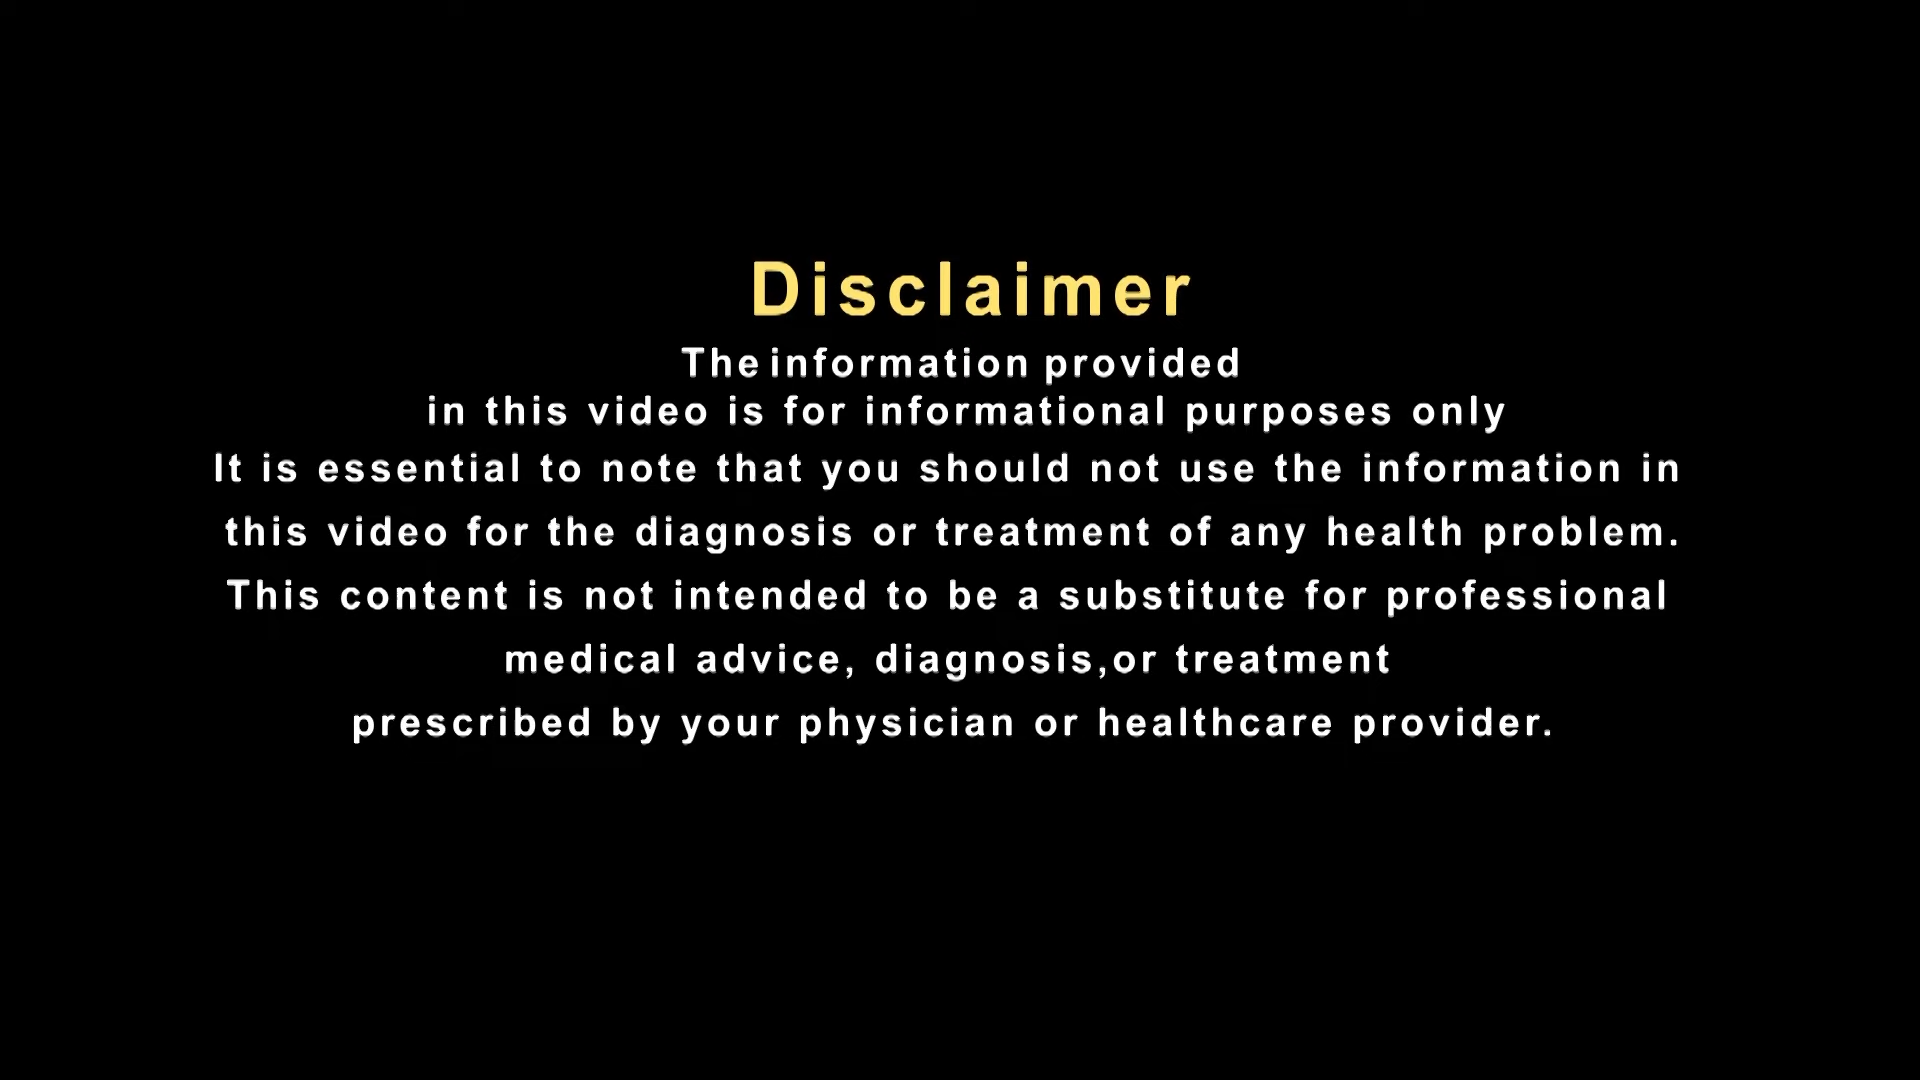 Disclaimer
The information provided
in this video is for informational purposes only
It is essential to note that you should not use the information in
this video for the diagnosis or treatment of any health problem.
This content is not intended to be a substitute for professional
medical advice, diagnosis,or treatment
prescribed by your physician or healthcare provider.